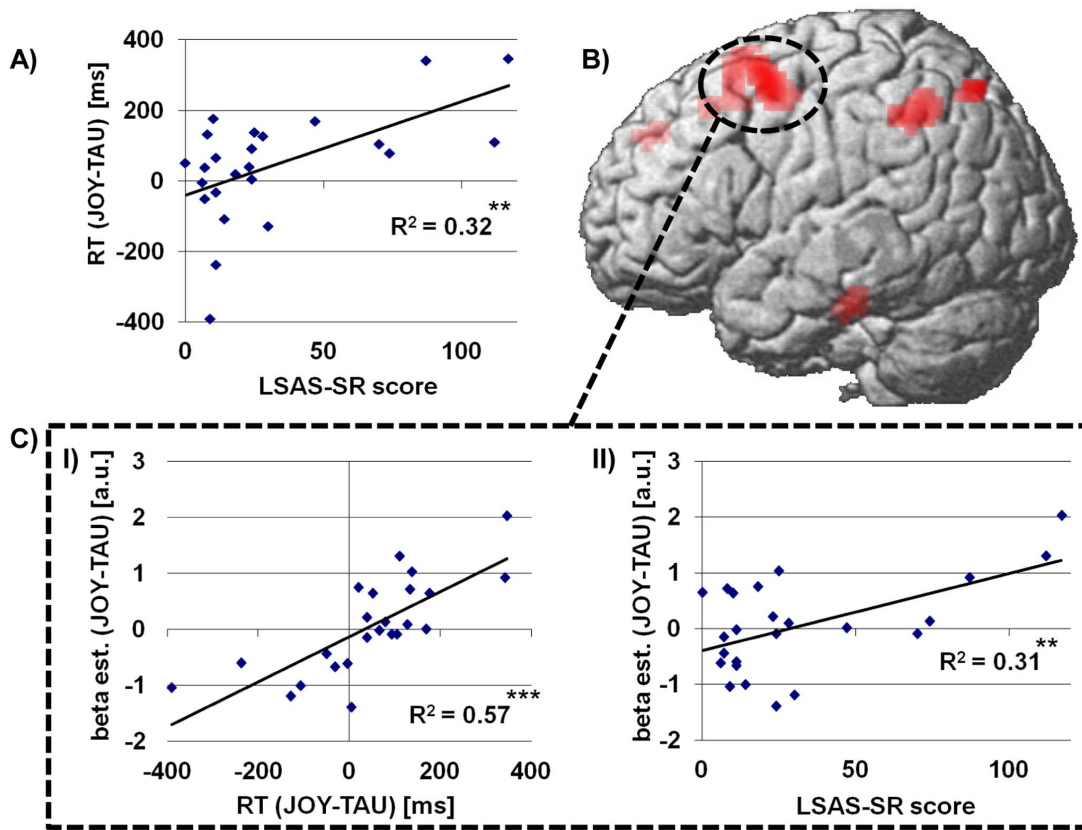 A)
RT (JOY-TAU) [ms]
400
200
0
-200
-400
R² = 0.32**
0 50 100
LSAS-SR score
B)
C)
I)
beta est. (JOY-TAU) [a.u.]
3
2
1
0
-1
-2
R² = 0.57***
-400 -200 0 200 400
RT (JOY-TAU) [ms]
II)
beta est. (JOY-TAU) [a.u.]
3
2
1
0
-1
-2
R² = 0.31**
0 50 100
LSAS-SR score